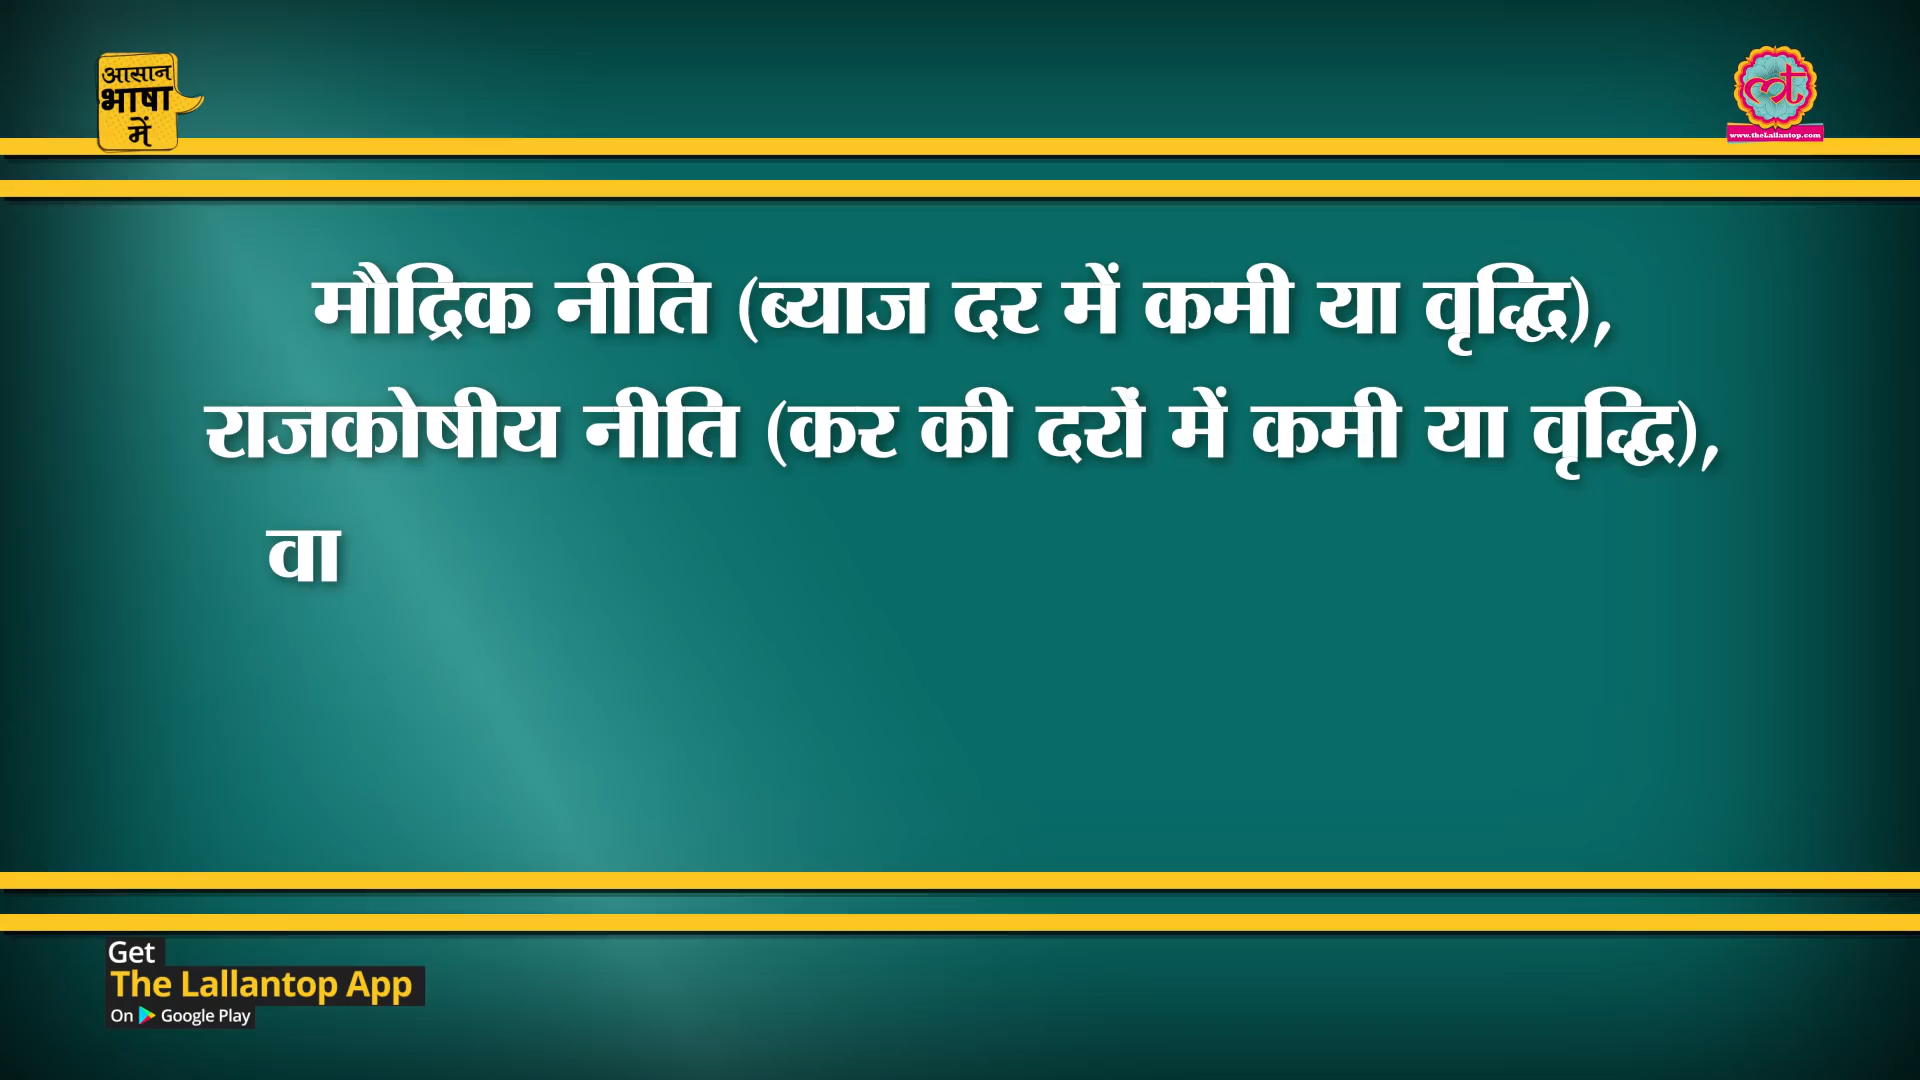 आसान
भाषा
में
www.theLallantop.com
मौद्रिक नीति (ब्याज दर में कमी या वृद्धि),
राजकोषीय नीति (कर की दरों में कमी या वृद्धि),
वा
Get
The Lallantop App
On Google Play